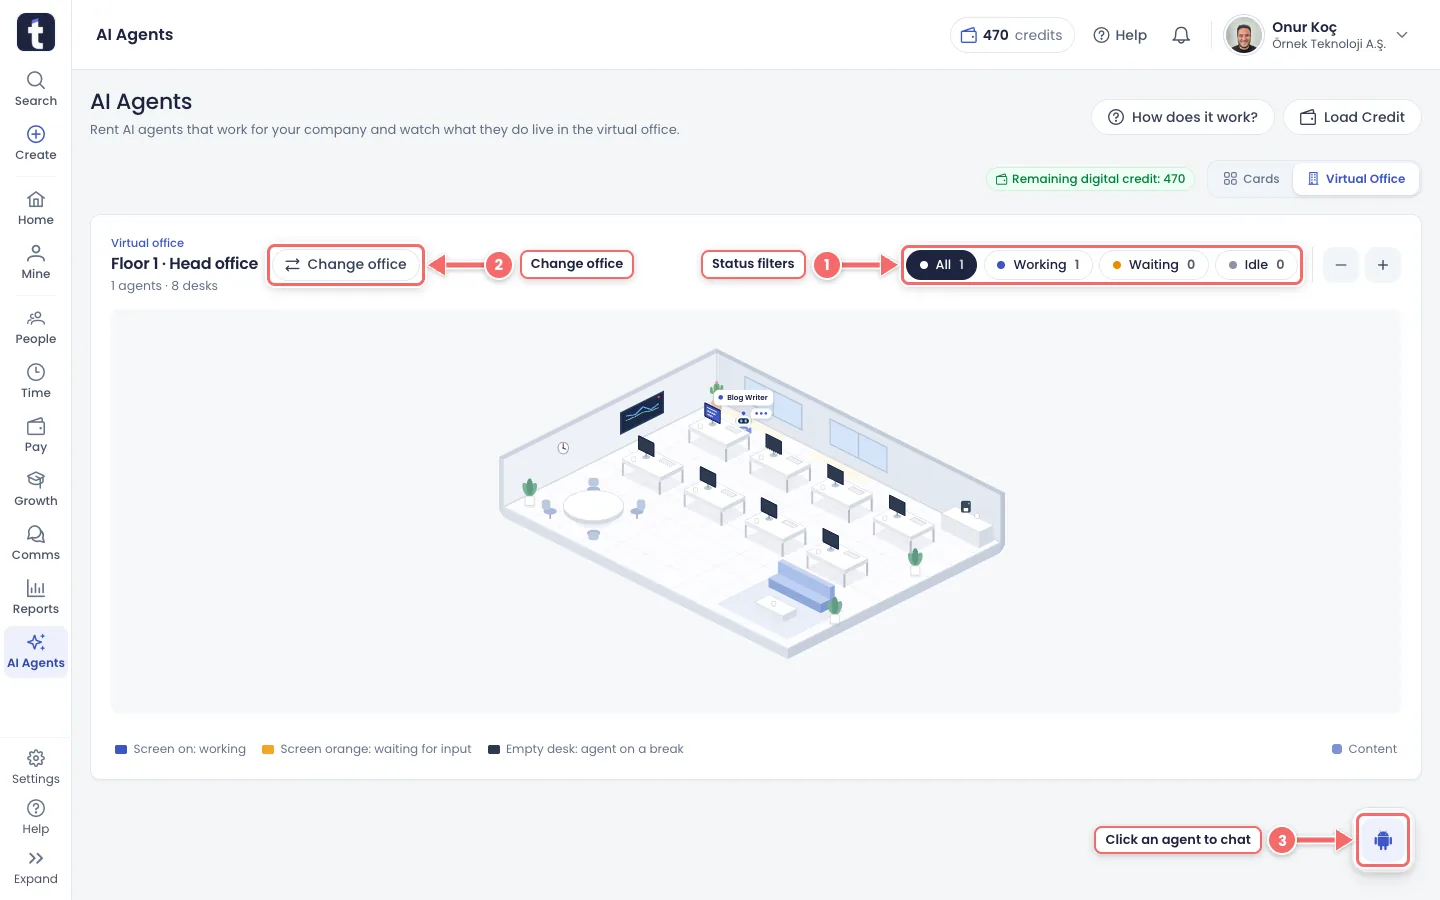 t
AI Agents
470 credits
Help
Onur Koç
Örnek Teknoloji A.Ş.
Search
Create
Home
Mine
People
Time
Pay
Growth
Comms
Reports
AI Agents
Settings
Help
Expand
AI Agents
Rent AI agents that work for your company and watch what they do live in the virtual office.
How does it work?
Load Credit
Remaining digital credit: 470
Cards
Virtual Office
Virtual office
Floor 1 · Head office
1 agents · 8 desks
Change office
2
Change office
Status filters
1
All 1
Working 1
Waiting 0
Idle 0
Blog Writer
Screen on: working
Screen orange: waiting for input
Empty desk: agent on a break
Content
Click an agent to chat
3